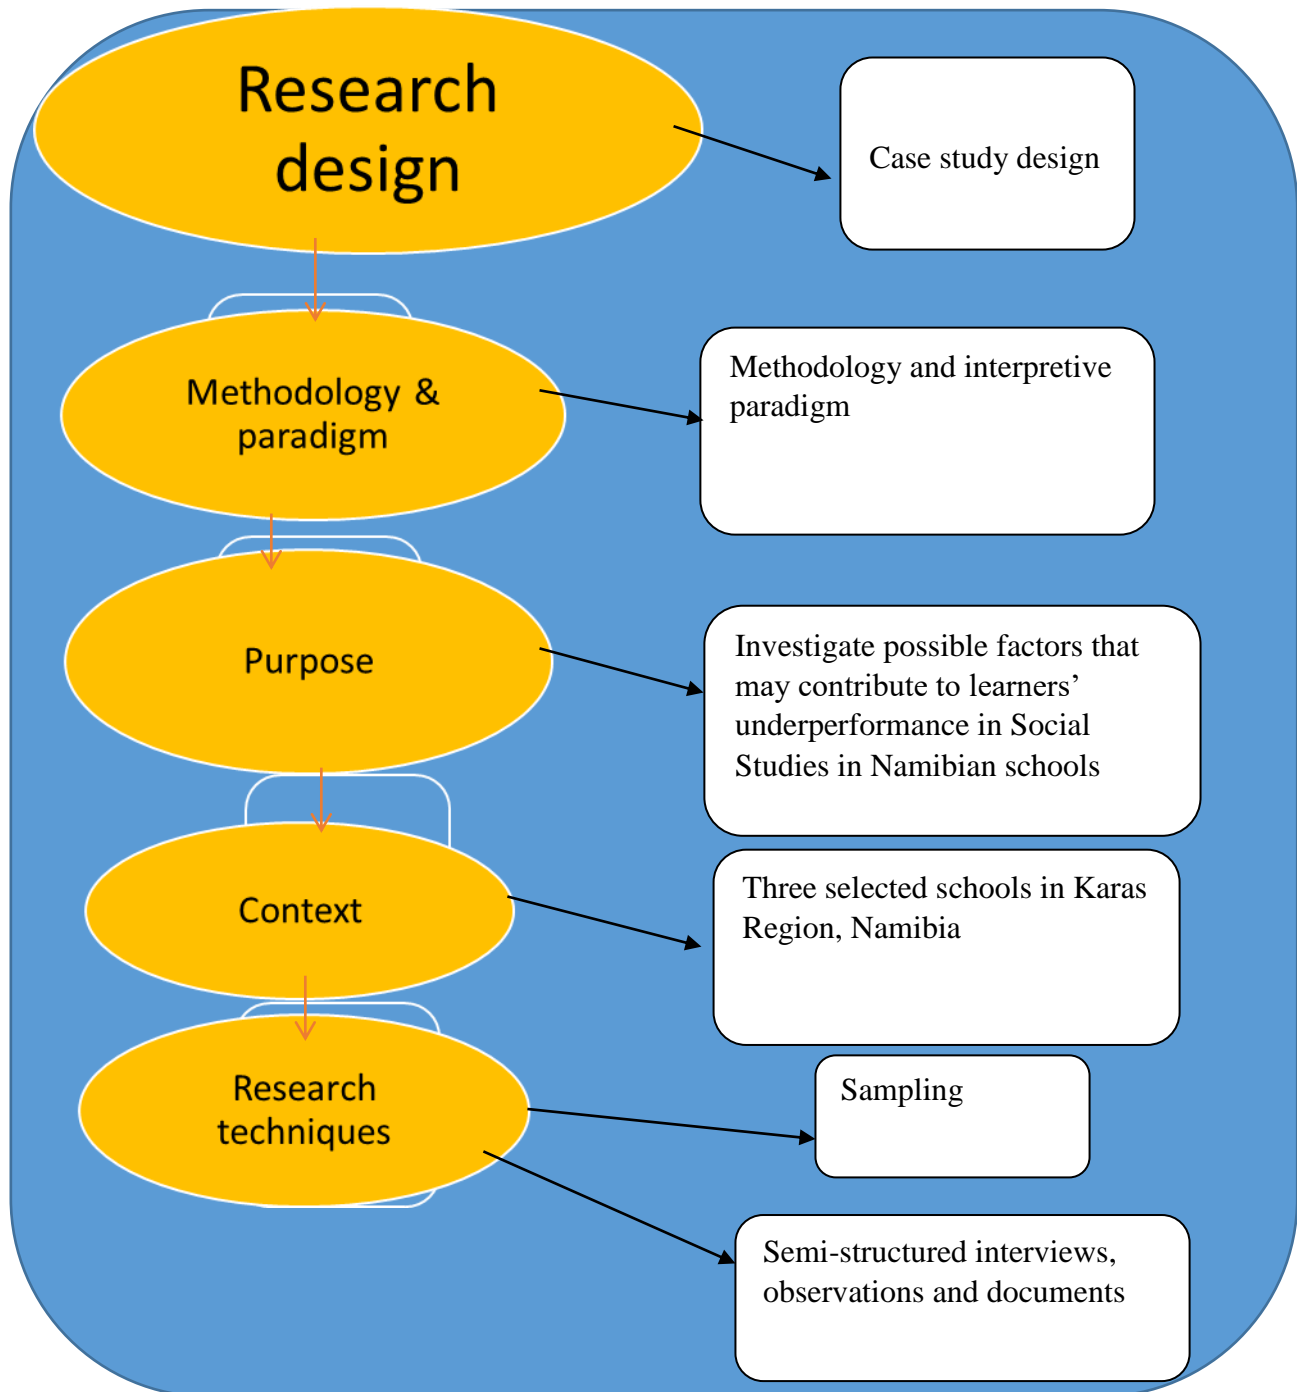 Research
design
Case study design
Methodology &
paradigm
Methodology and interpretive
paradigm
Purpose
Investigate possible factors that
may contribute to learners’
underperformance in Social
Studies in Namibian schools
Context
Three selected schools in Karas
Region, Namibia
Research
techniques
Sampling
Semi-structured interviews,
observations and documents